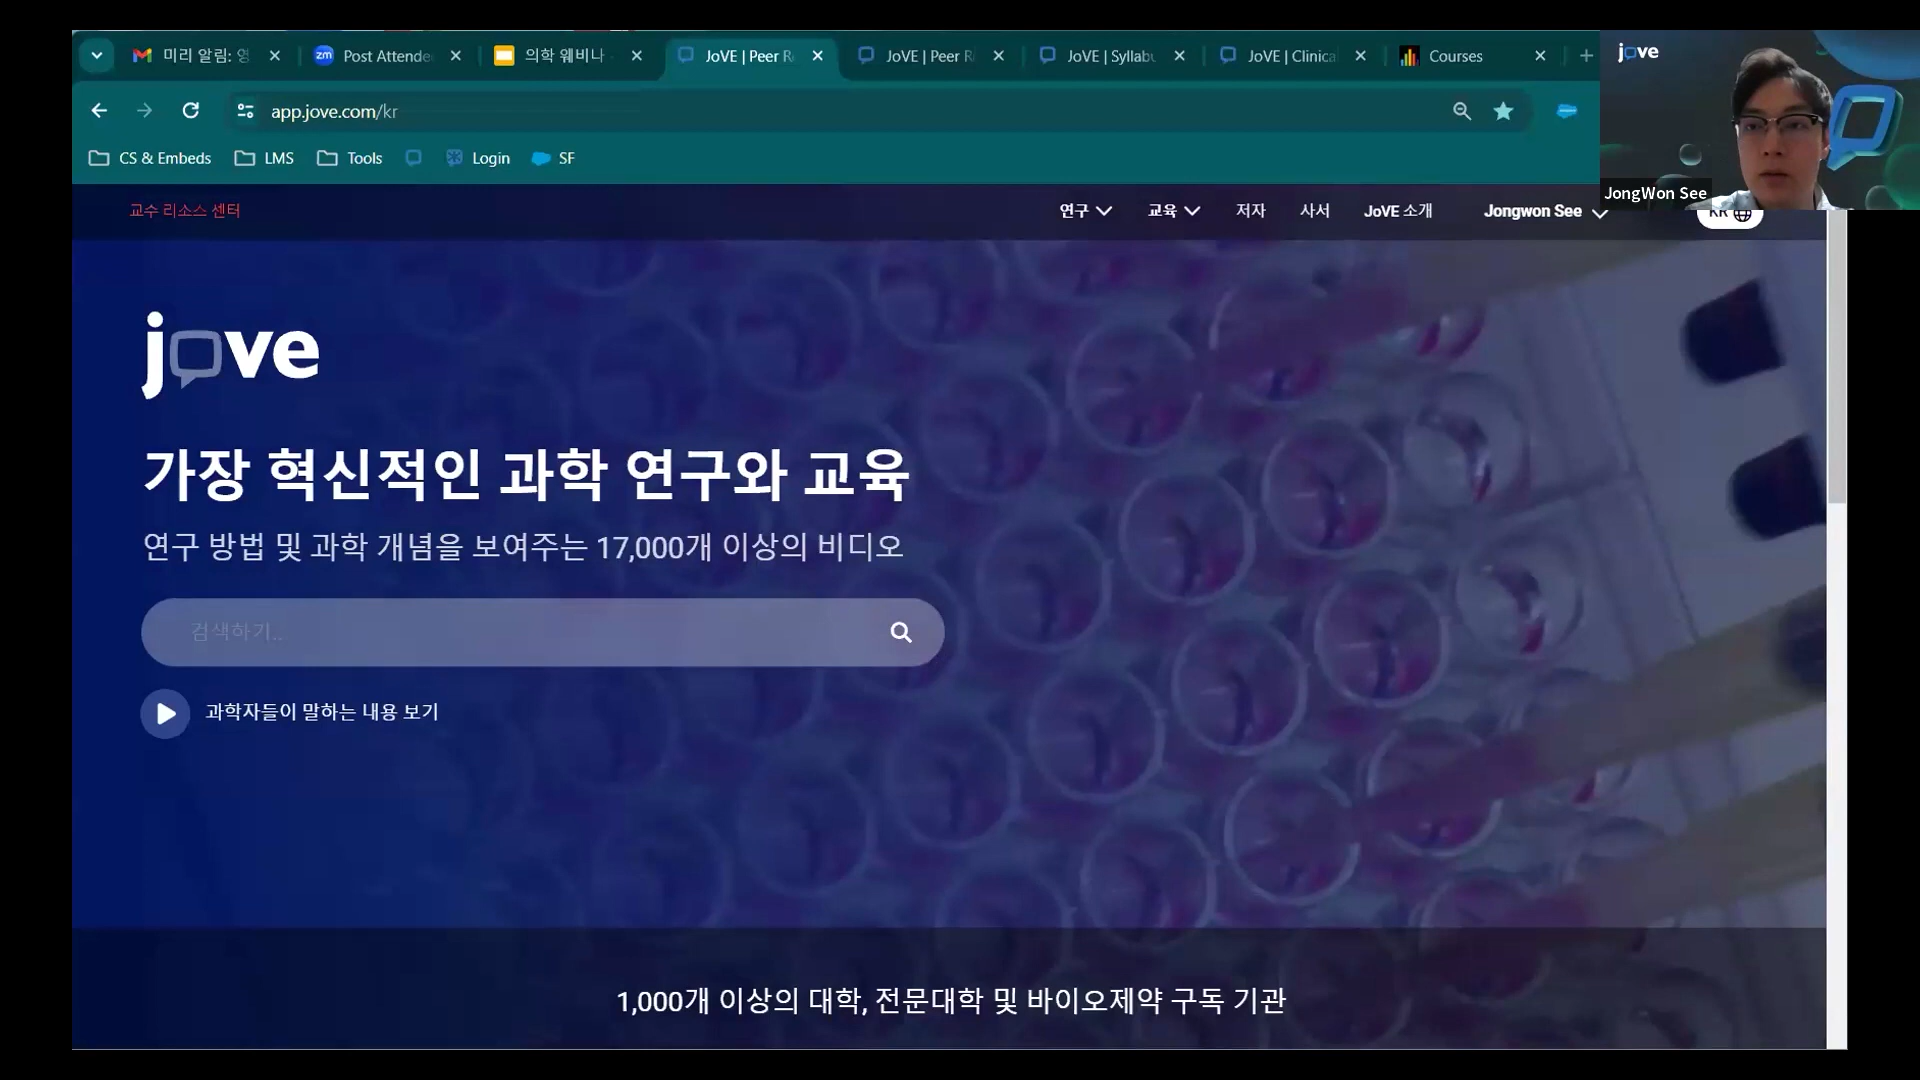 미리 알림: 영
Post Attende
의학 웨비나
JoVE | Peer R
JoVE | Peer R
JoVE | Syllabu
JoVE | Clinica
Courses
app.jove.com/kr
CS & Embeds
LMS
Tools
Login
SF
jove
JongWon See
교수 리소스 센터
연구
교육
저자
사서
JoVE 소개
Jongwon See
KR
jove
가장 혁신적인 과학 연구와 교육
연구 방법 및 과학 개념을 보여주는 17,000개 이상의 비디오
검색하기..
과학자들이 말하는 내용 보기
1,000개 이상의 대학, 전문대학 및 바이오제약 구독 기관